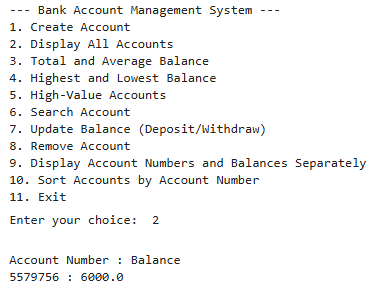 --- Bank Account Management System ---
1. Create Account
2. Display All Accounts
3. Total and Average Balance
4. Highest and Lowest Balance
5. High-Value Accounts
6. Search Account
7. Update Balance (Deposit/Withdraw)
8. Remove Account
9. Display Account Numbers and Balances Separately
10. Sort Accounts by Account Number
11. Exit
Enter your choice:  2
Account Number : Balance
5579756 : 6000.0